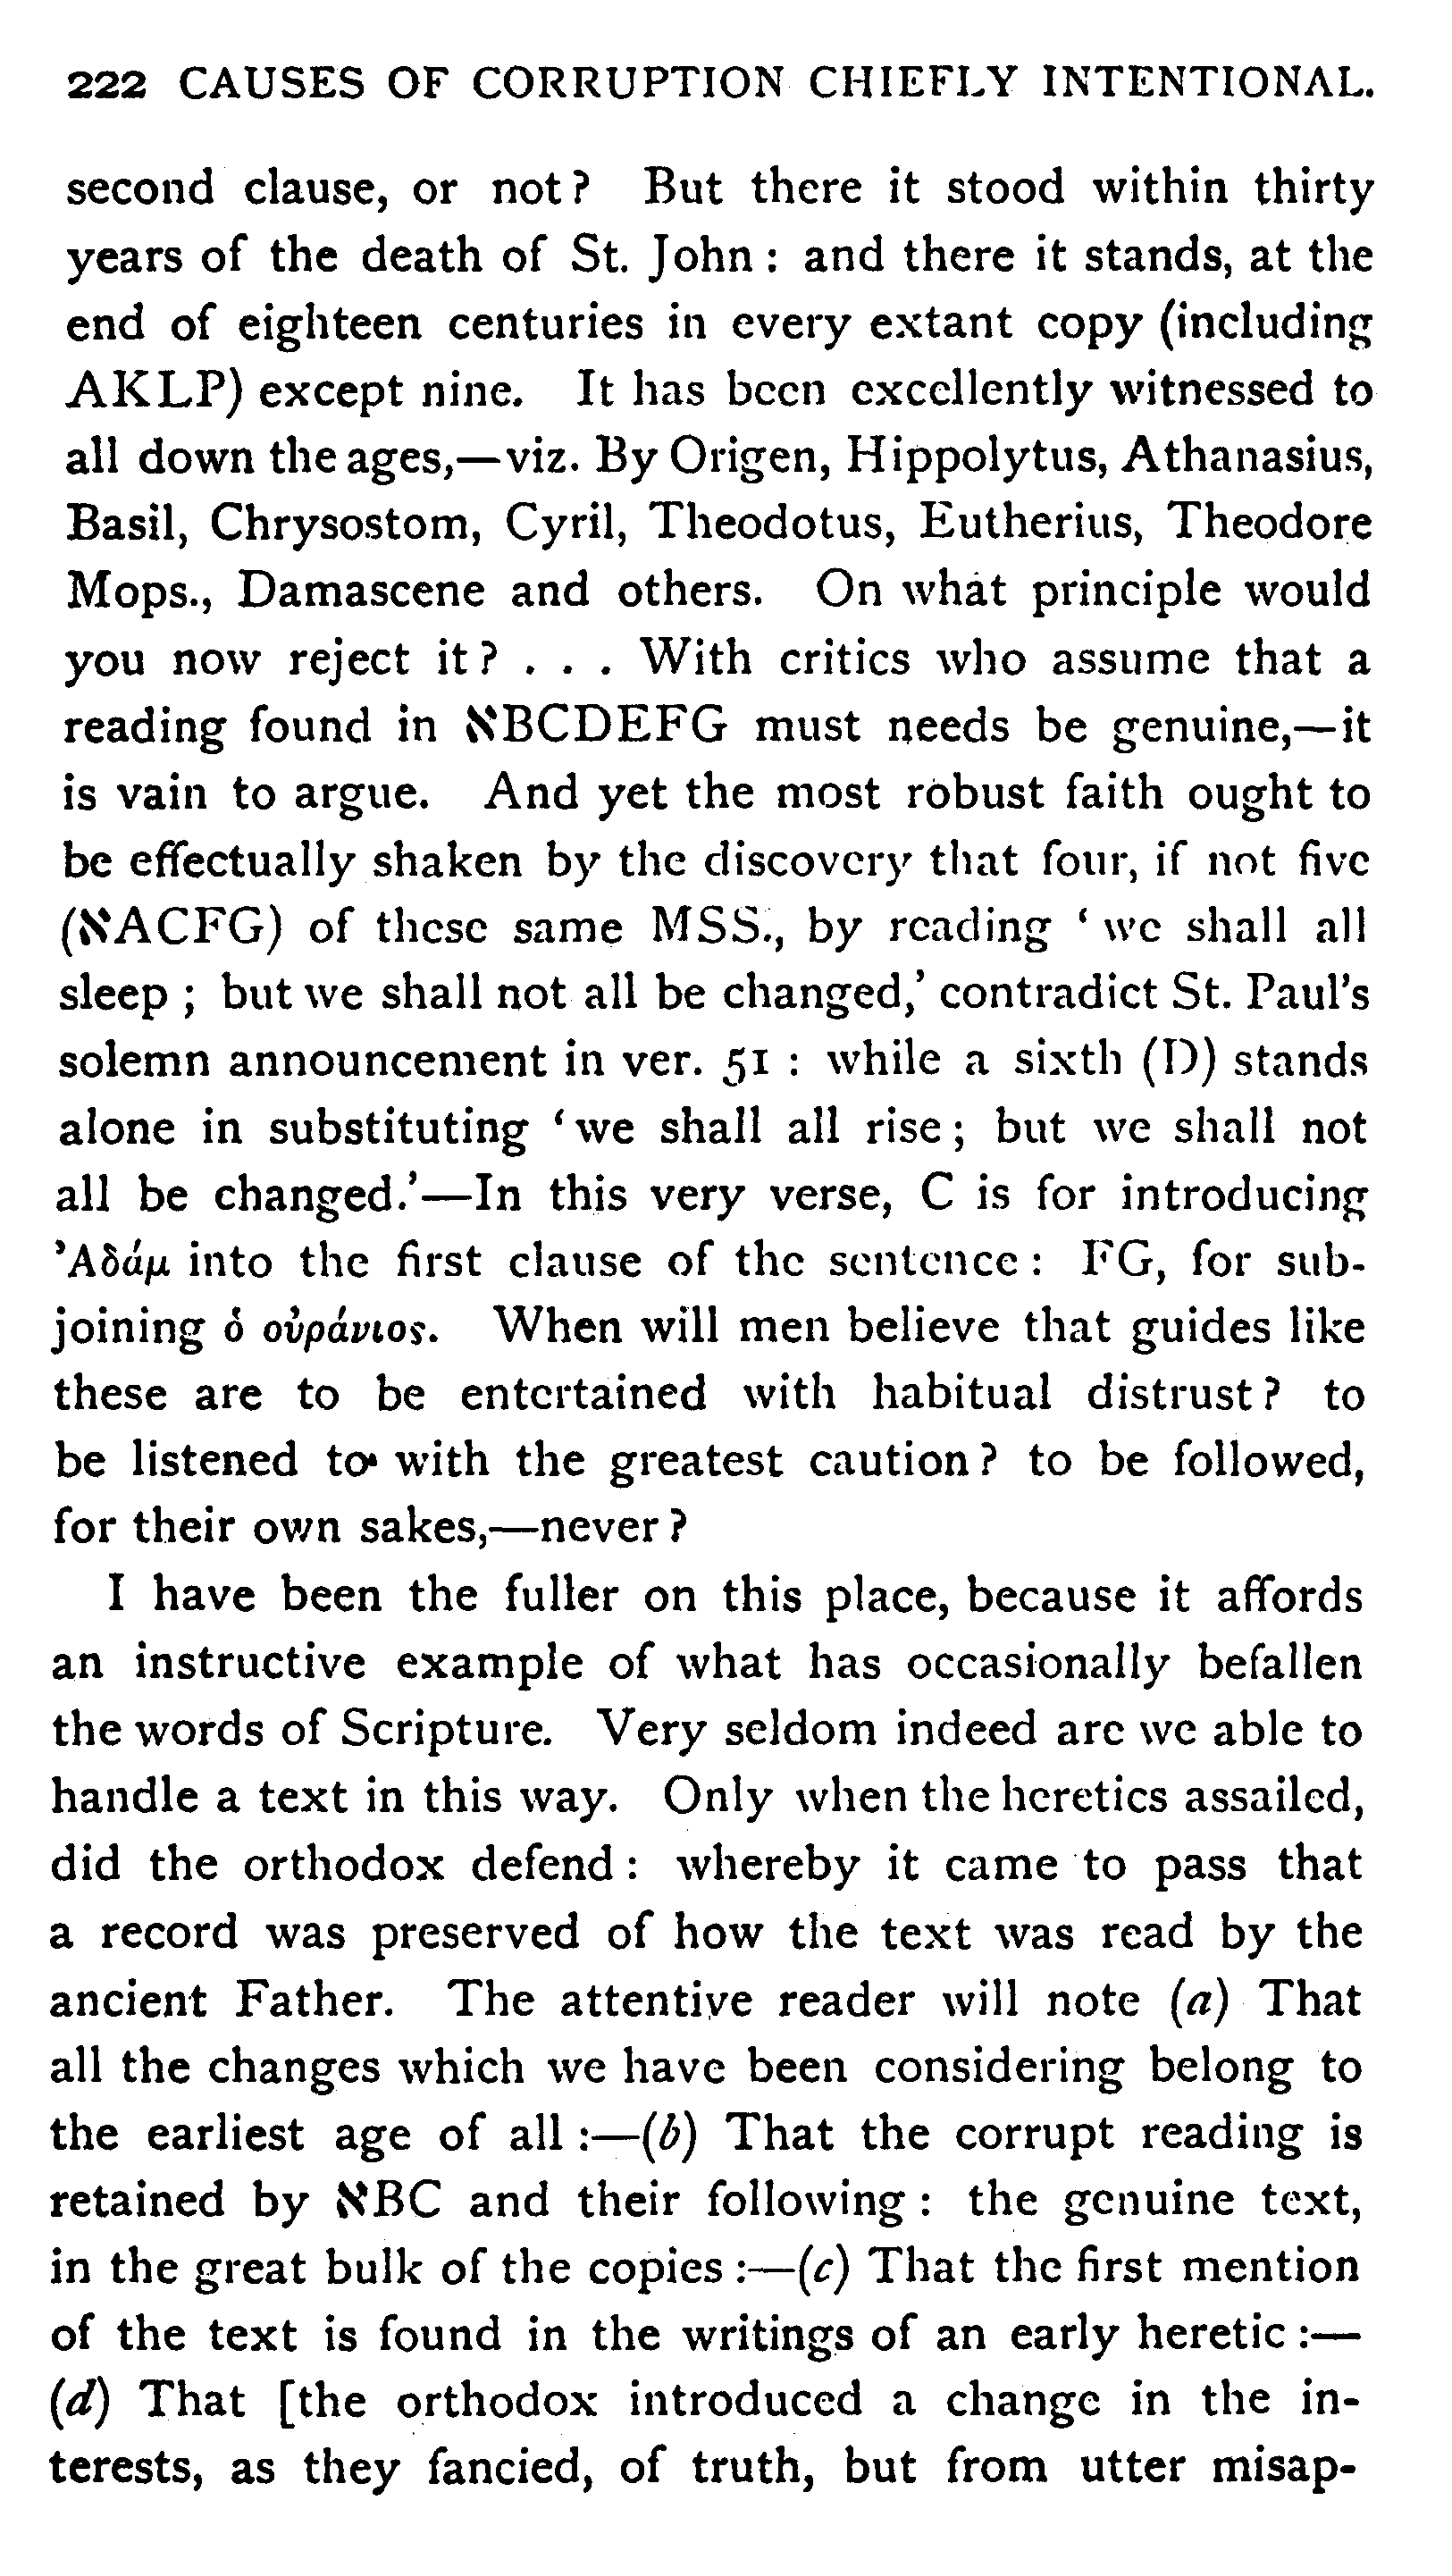 222 CAUSES OF CORRUPTION CHIEFLY INTENTIONAL.
second clause, or not? But there it stood within thirty
years of the death of St. John : and there it stands, at the
end of eighteen centuries in every extant copy (including
AKLP) except nine. It has been excellently witnessed to
all down the ages,—viz. By Origen, Hippolytus, Athanasius,
Basil, Chrysostom, Cyril, Theodotus, Eutherius, Theodore
Mops., Damascene and others. On what principle would
you now reject it? . . . With critics who assume that a
reading found in ℵBCDEFG must needs be genuine,—it
is vain to argue. And yet the most robust faith ought to
be effectually shaken by the discovery that four, if not five
(ℵACFG) of these same MSS., by reading ‘ we shall all
sleep ; but we shall not all be changed,’ contradict St. Paul’s
solemn announcement in ver. 51 : while a sixth (D) stands
alone in substituting ‘ we shall all rise ; but we shall not
all be changed.’—In this very verse, C is for introducing
Ἀδάμ into the first clause of the sentence : FG, for sub-
joining ὁ οὐράνιος. When will men believe that guides like
these are to be entertained with habitual distrust? to
be listened to with the greatest caution? to be followed,
for their own sakes,—never?
I have been the fuller on this place, because it affords
an instructive example of what has occasionally befallen
the words of Scripture. Very seldom indeed are we able to
handle a text in this way. Only when the heretics assailed,
did the orthodox defend : whereby it came to pass that
a record was preserved of how the text was read by the
ancient Father. The attentive reader will note (a) That
all the changes which we have been considering belong to
the earliest age of all :—(b) That the corrupt reading is
retained by ℵBC and their following : the genuine text,
in the great bulk of the copies :—(c) That the first mention
of the text is found in the writings of an early heretic :—
(d) That [the orthodox introduced a change in the in-
terests, as they fancied, of truth, but from utter misap-